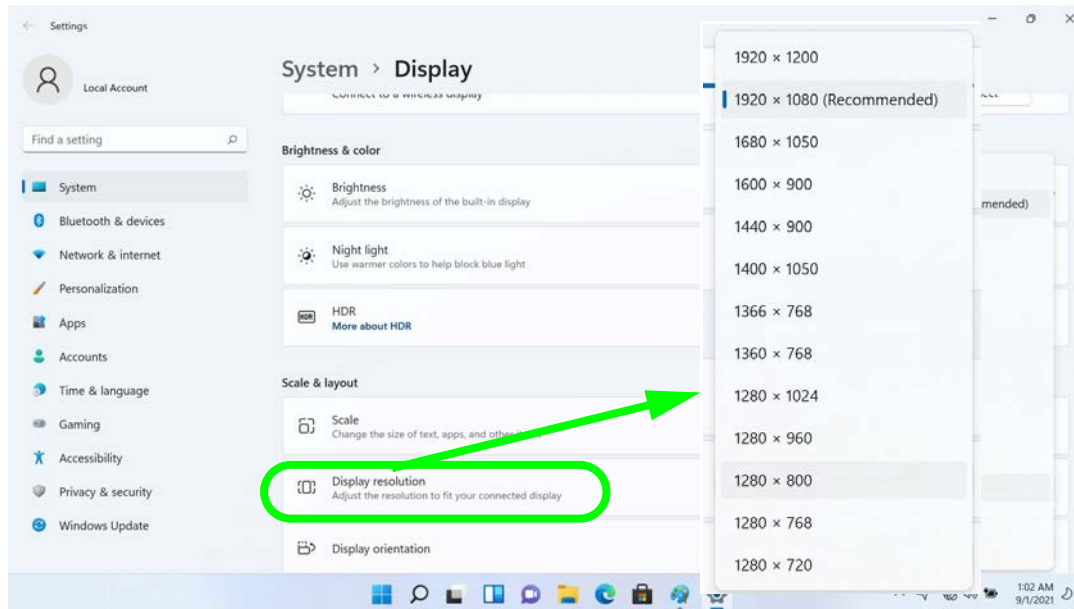 Settings
Local Account
Find a setting
System
Bluetooth & devices
Network & internet
Personalization
Apps
Accounts
Time & language
Gaming
Accessibility
Privacy & security
Windows Update
System > Display
Connect to a wireless display
Brightness & color
Brightness
Adjust the brightness of the built-in display
Night light
Use warmer colors to help block blue light
HDR
HDR
More about HDR
Scale & layout
Scale
Change the size of text, apps, and other
Display resolution
Adjust the resolution to fit your connected display
Display orientation
1920 × 1200
1920 × 1080 (Recommended)
1680 × 1050
1600 × 900
1440 × 900
1400 × 1050
1366 × 768
1360 × 768
1280 × 1024
1280 × 960
1280 × 800
1280 × 768
1280 × 720
mended)
1:02 AM
9/1/2021